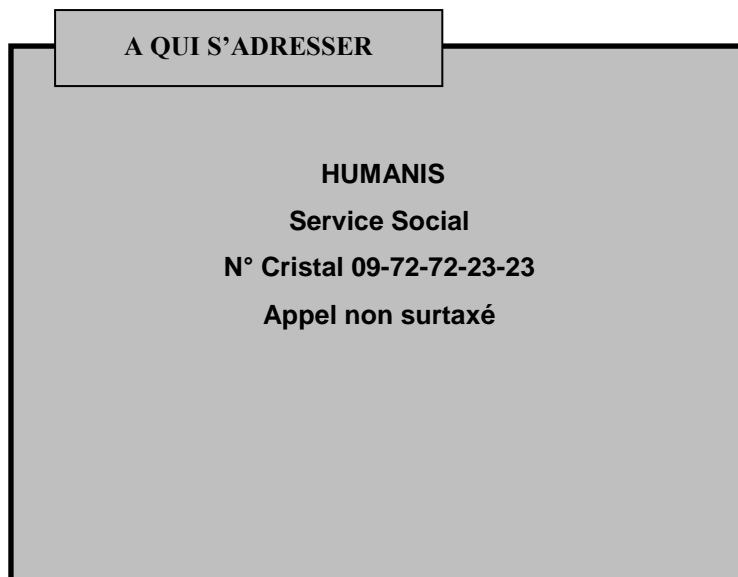 A QUI S’ADRESSER
HUMANIS
Service Social
N° Cristal 09-72-72-23-23
Appel non surtaxé